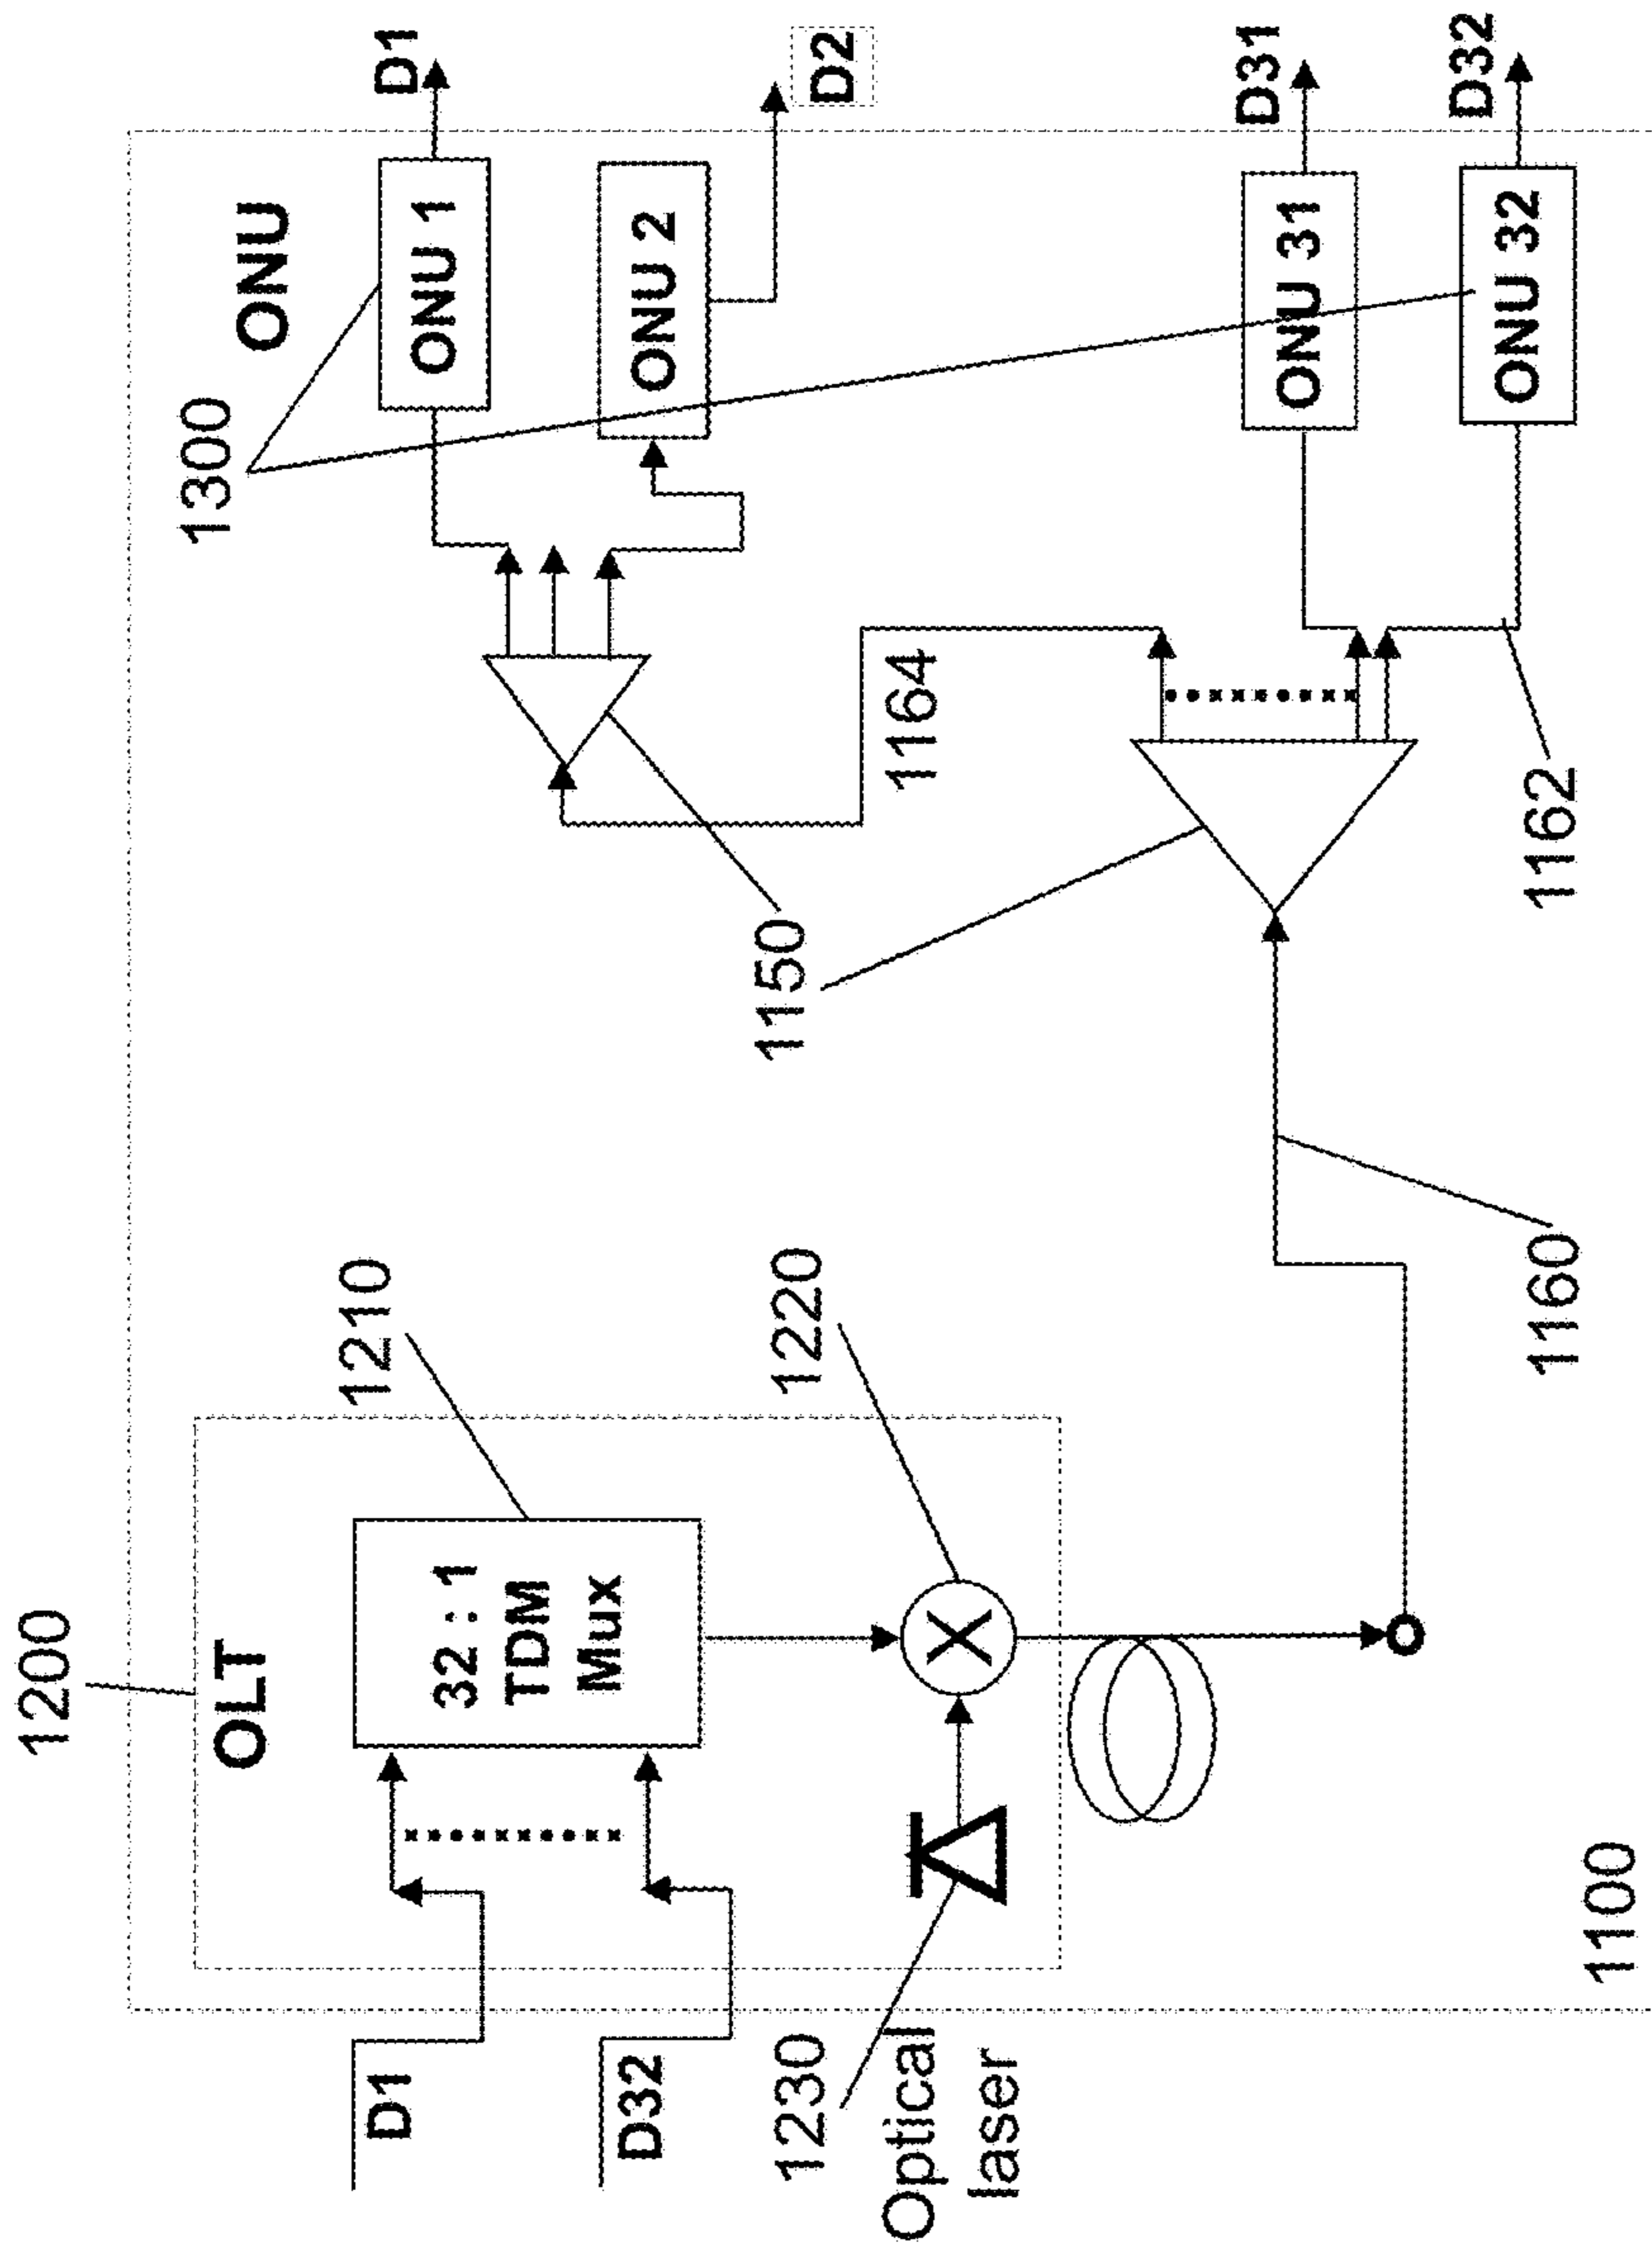 1200
OLT
1210
32 : 1
TDM
Mux
D1
D32
1220
X
1230
Optical
laser
1100
1160
1150
1164
1162
1300
ONU
ONU 1
D1
ONU 2
D2
ONU 31
D31
ONU 32
D32